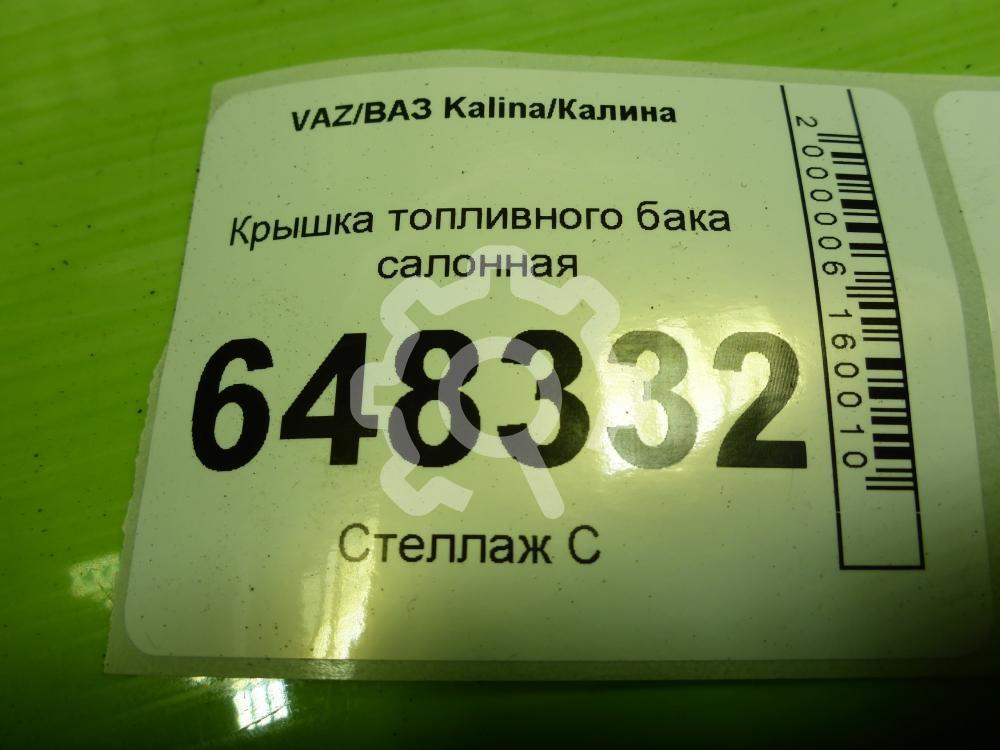 VAZ/ВАЗ Kalina/Калина
Крышка топливного бака
салонная
648332
Стеллаж С
2000006160010